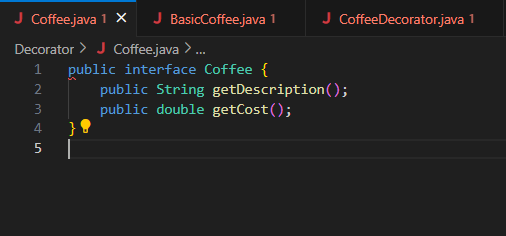 J Coffee.java 1 × J BasicCoffee.java 1 J CoffeeDecorator.java 1
Decorator > J Coffee.java > ...
1 public interface Coffee {
2 public String getDescription();
3 public double getCost();
4 }
5